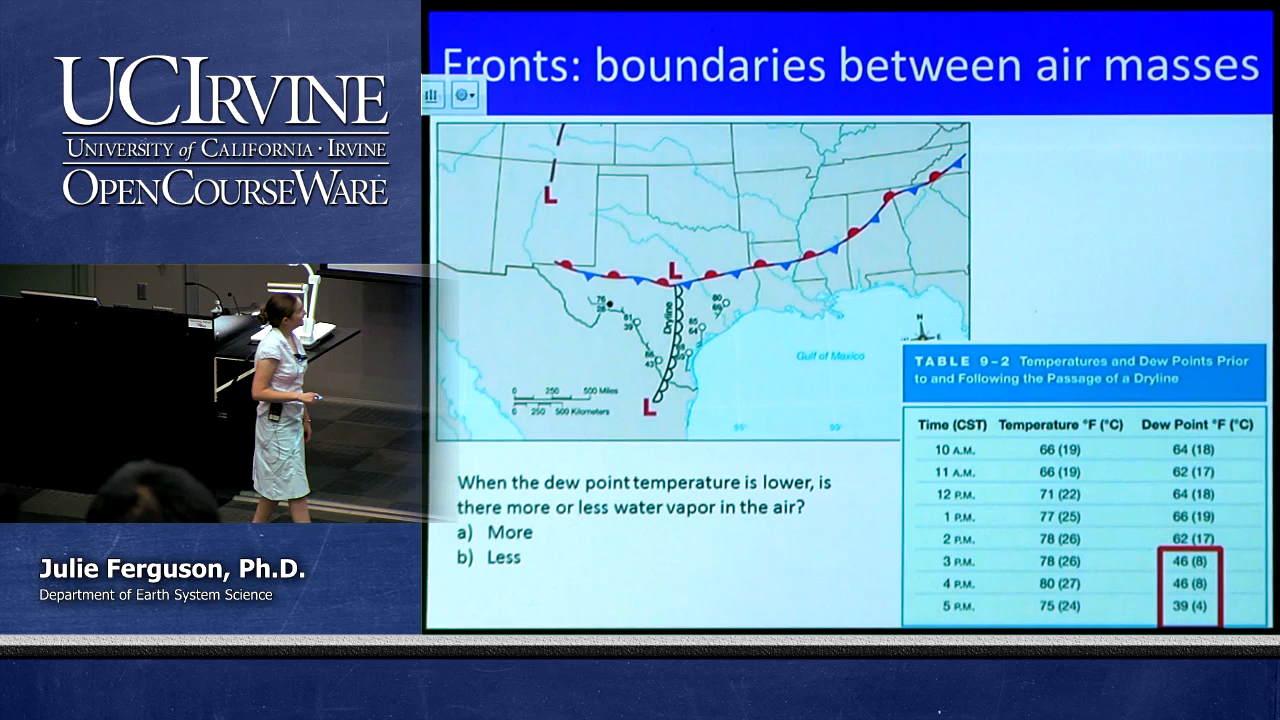 UCIRVINE
UNIVERSITY of CALIFORNIA · IRVINE
OPENCOURSEWARE
Julie Ferguson, Ph.D.
Department of Earth System Science
Fronts: boundaries between air masses
L
L
Dryline
L
Gulf of Mexico
N
E
0 250 500 Miles
0 250 500 Kilometers
When the dew point temperature is lower, is
there more or less water vapor in the air?
a) More
b) Less
TABLE 9–2 Temperatures and Dew Points Prior
to and Following the Passage of a Dryline
Time (CST) Temperature °F (°C) Dew Point °F (°C)
10 A.M. 66 (19) 64 (18)
11 A.M. 66 (19) 62 (17)
12 P.M. 71 (22) 64 (18)
1 P.M. 77 (25) 66 (19)
2 P.M. 78 (26) 62 (17)
3 P.M. 78 (26) 46 (8)
4 P.M. 80 (27) 46 (8)
5 P.M. 75 (24) 39 (4)